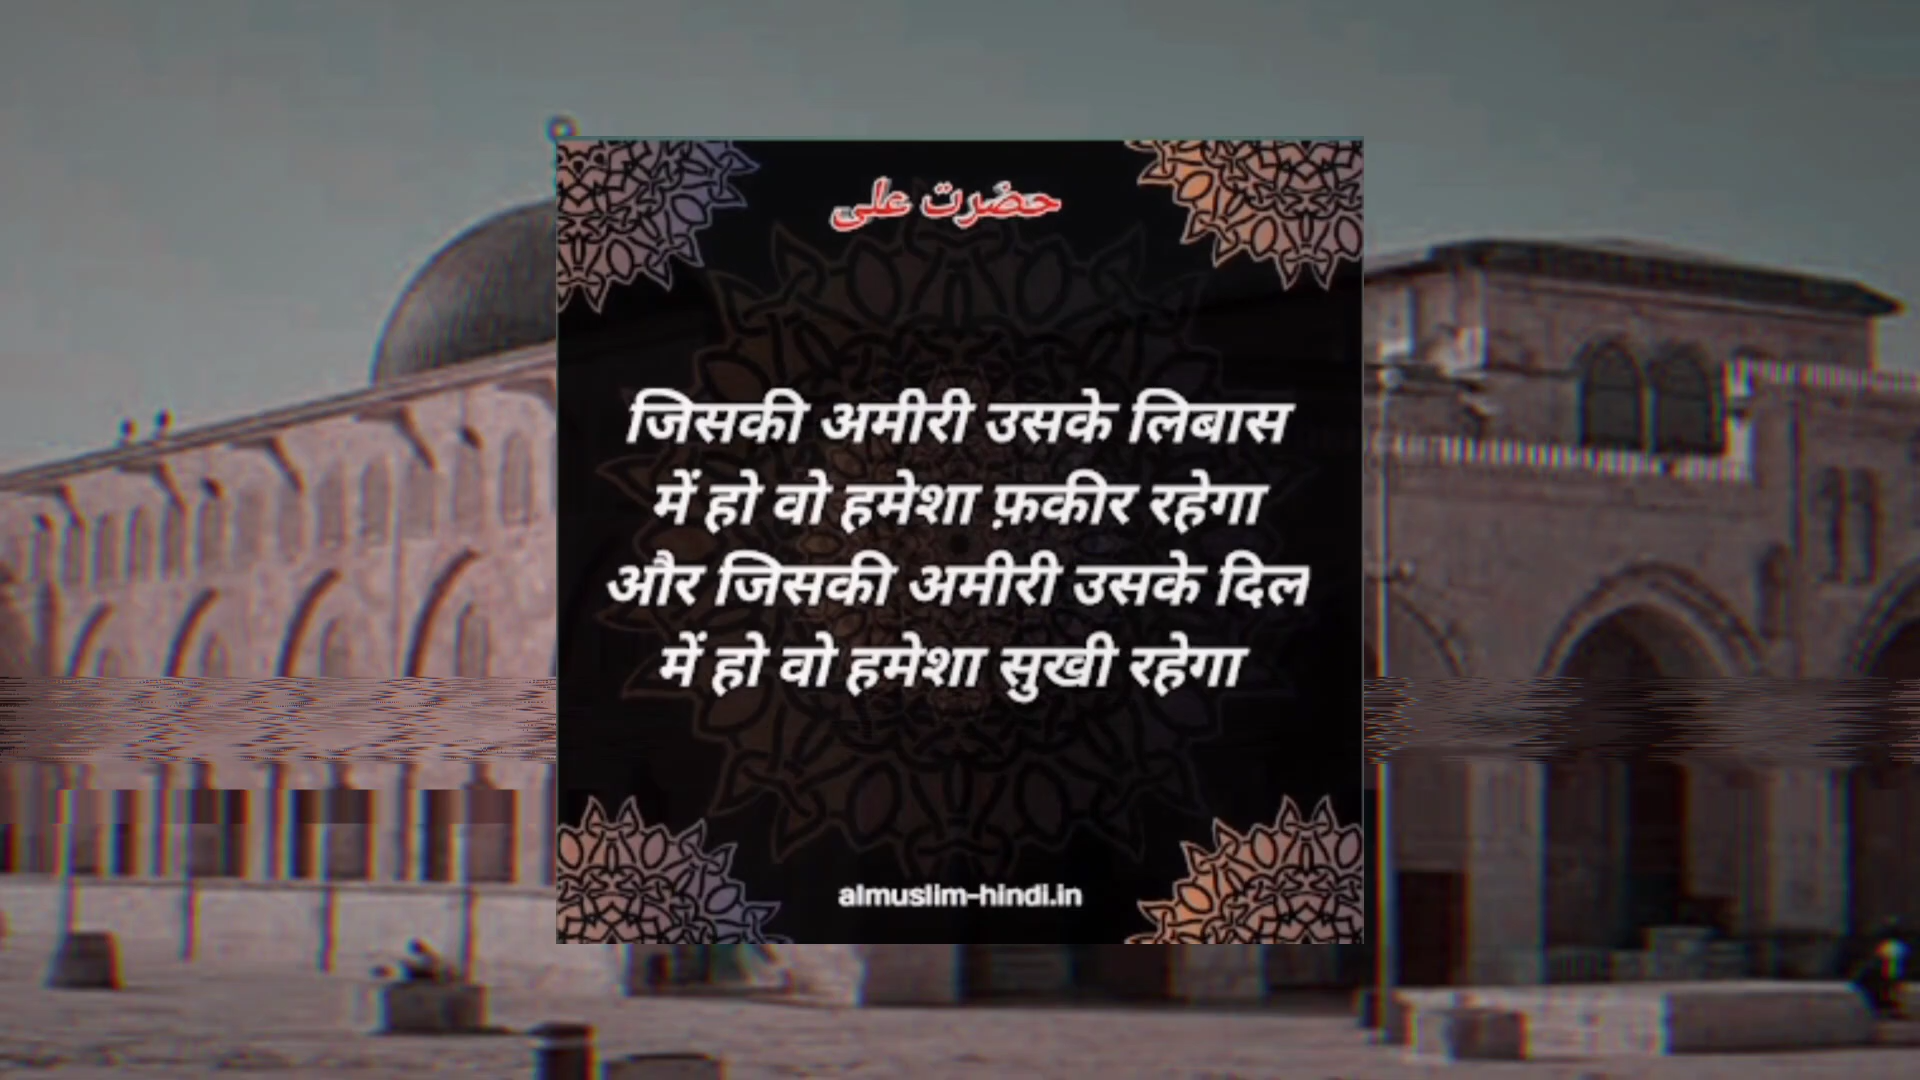 حضرت علی
जिसकी अमीरी उसके लिबास
में हो वो हमेशा फ़कीर रहेगा
और जिसकी अमीरी उसके दिल
में हो वो हमेशा सुखी रहेगा
almuslim-hindi.in